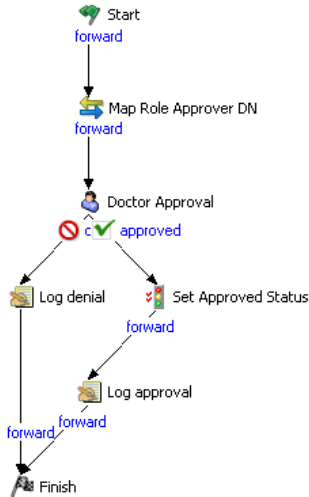 Start
forward
Map Role Approver DN
forward
Doctor Approval
approved
Log denial
Set Approved Status
forward
Log approval
forward
forward
Finish